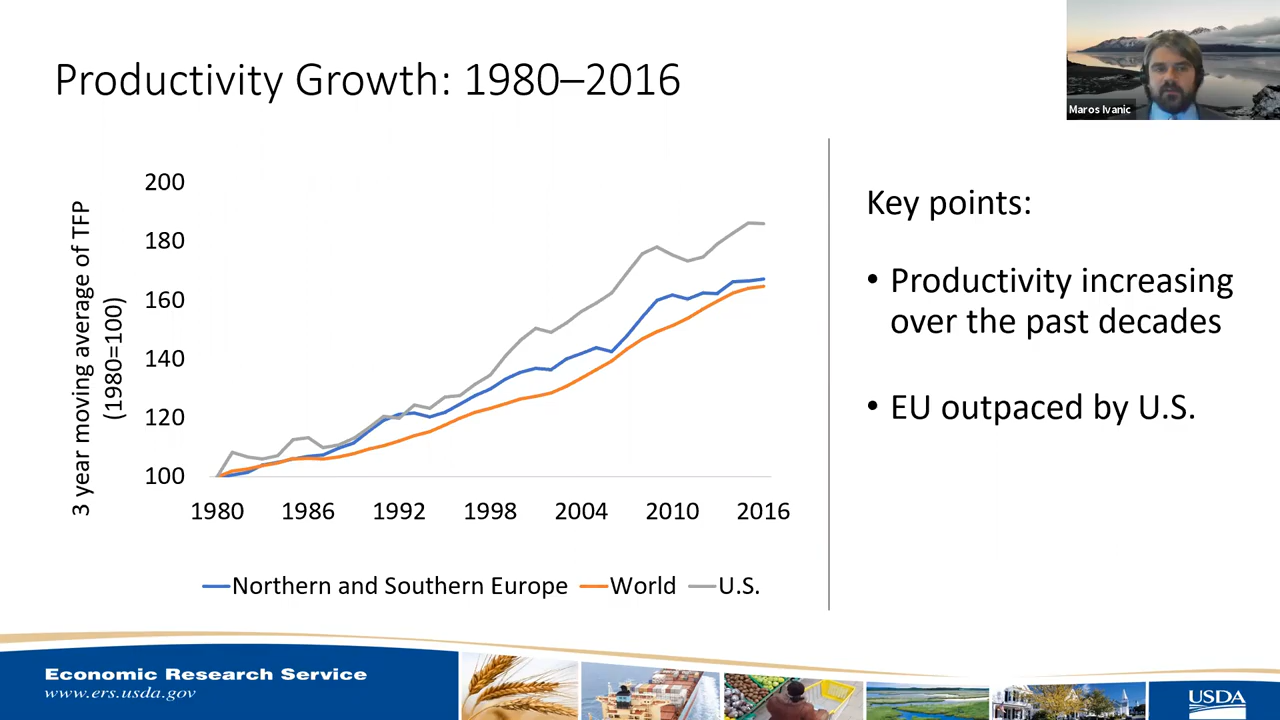 Productivity Growth: 1980–2016
Maros Ivanic
3 year moving average of TFP
(1980=100)
200
180
160
140
120
100
1980 1986 1992 1998 2004 2010 2016
Northern and Southern Europe World U.S.
Key points:
• Productivity increasing
over the past decades
• EU outpaced by U.S.
Economic Research Service
www.ers.usda.gov
USDA